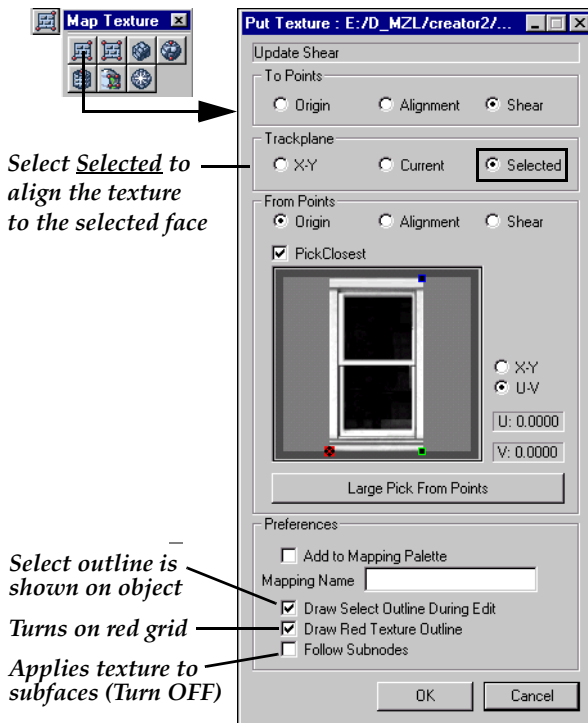 Map Texture
Put Texture : E:/D_MZL/creator2/...
Update Shear
To Points
Origin Alignment Shear
Select Selected to
align the texture
to the selected face
Trackplane
X-Y Current Selected
From Points
Origin Alignment Shear
PickClosest
X-Y
U-V
U: 0.0000
V: 0.0000
Large Pick From Points
Preferences
Add to Mapping Palette
Mapping Name
Select outline is
shown on object
Draw Select Outline During Edit
Turns on red grid
Draw Red Texture Outline
Applies texture to
subfaces (Turn OFF)
Follow Subnodes
OK Cancel